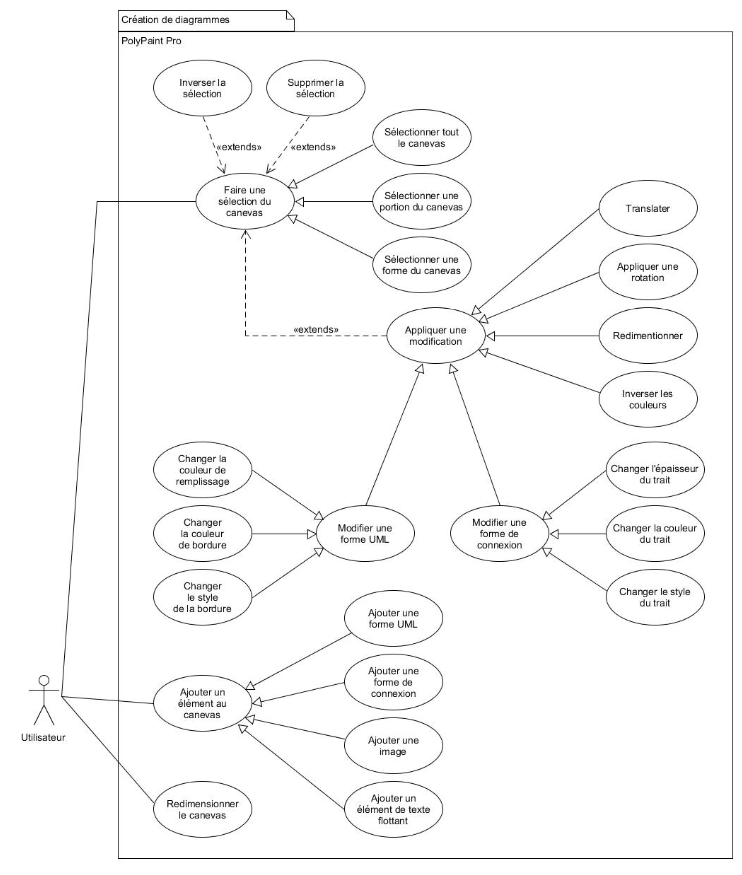 Création de diagrammes
PolyPaint Pro
Inverser la
sélection
Supprimer la
sélection
«extends»
«extends»
Sélectionner tout
le canevas
Faire une
sélection du
canevas
Sélectionner une
portion du canevas
Sélectionner une
forme du canevas
Translater
Appliquer une
rotation
«extends»
Appliquer une
modification
Redimentionner
Inverser les
couleurs
Changer la
couleur de
remplissage
Changer
la couleur
de bordure
Changer
le style
de la bordure
Modifier une
forme UML
Modifier une
forme de
connexion
Changer l'épaisseur
du trait
Changer la couleur
du trait
Changer le style
du trait
Ajouter une
forme UML
Ajouter une
forme de
connexion
Ajouter un
élément au
canevas
Ajouter une
image
Utilisateur
Redimensionner
le canevas
Ajouter un
élément de texte
flottant